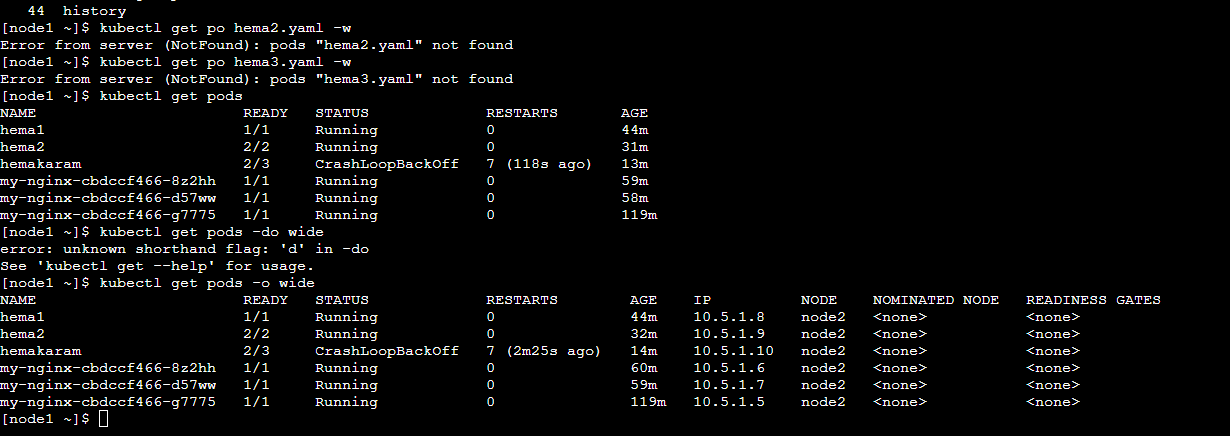 44 history
[node1 ~]$ kubectl get po hema2.yaml -w
Error from server (NotFound): pods "hema2.yaml" not found
[node1 ~]$ kubectl get po hema3.yaml -w
Error from server (NotFound): pods "hema3.yaml" not found
[node1 ~]$ kubectl get pods
NAME READY STATUS RESTARTS AGE
hema1 1/1 Running 0 44m
hema2 2/2 Running 0 31m
hemakaram 2/3 CrashLoopBackOff 7 (118s ago) 13m
my-nginx-cbdccf466-8z2hh 1/1 Running 0 59m
my-nginx-cbdccf466-d57ww 1/1 Running 0 58m
my-nginx-cbdccf466-g7775 1/1 Running 0 119m
[node1 ~]$ kubectl get pods -do wide
error: unknown shorthand flag: 'd' in -do
See 'kubectl get --help' for usage.
[node1 ~]$ kubectl get pods -o wide
NAME READY STATUS RESTARTS AGE IP NODE NOMINATED NODE READINESS GATES
hema1 1/1 Running 0 44m 10.5.1.8 node2 <none> <none>
hema2 2/2 Running 0 32m 10.5.1.9 node2 <none> <none>
hemakaram 2/3 CrashLoopBackOff 7 (2m25s ago) 14m 10.5.1.10 node2 <none> <none>
my-nginx-cbdccf466-8z2hh 1/1 Running 0 60m 10.5.1.6 node2 <none> <none>
my-nginx-cbdccf466-d57ww 1/1 Running 0 59m 10.5.1.7 node2 <none> <none>
my-nginx-cbdccf466-g7775 1/1 Running 0 119m 10.5.1.5 node2 <none> <none>
[node1 ~]$